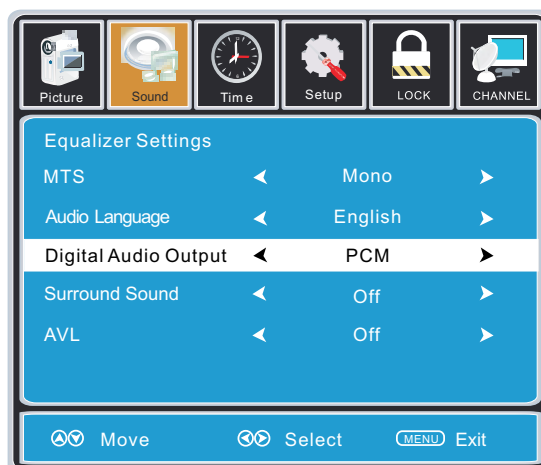 Picture Sound Time Setup LOCK CHANNEL
Equalizer Settings
MTS Mono
Audio Language English
Digital Audio Output PCM
Surround Sound Off
AVL Off
Move Select MENU Exit